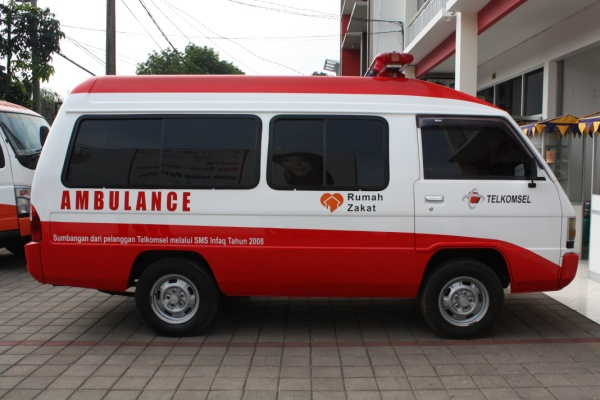 AMBULANCE
Rumah
Zakat
TELKOMSEL
Sumbangan dari pelanggan Telkomsel melalui SMS Infaq Tahun 2008